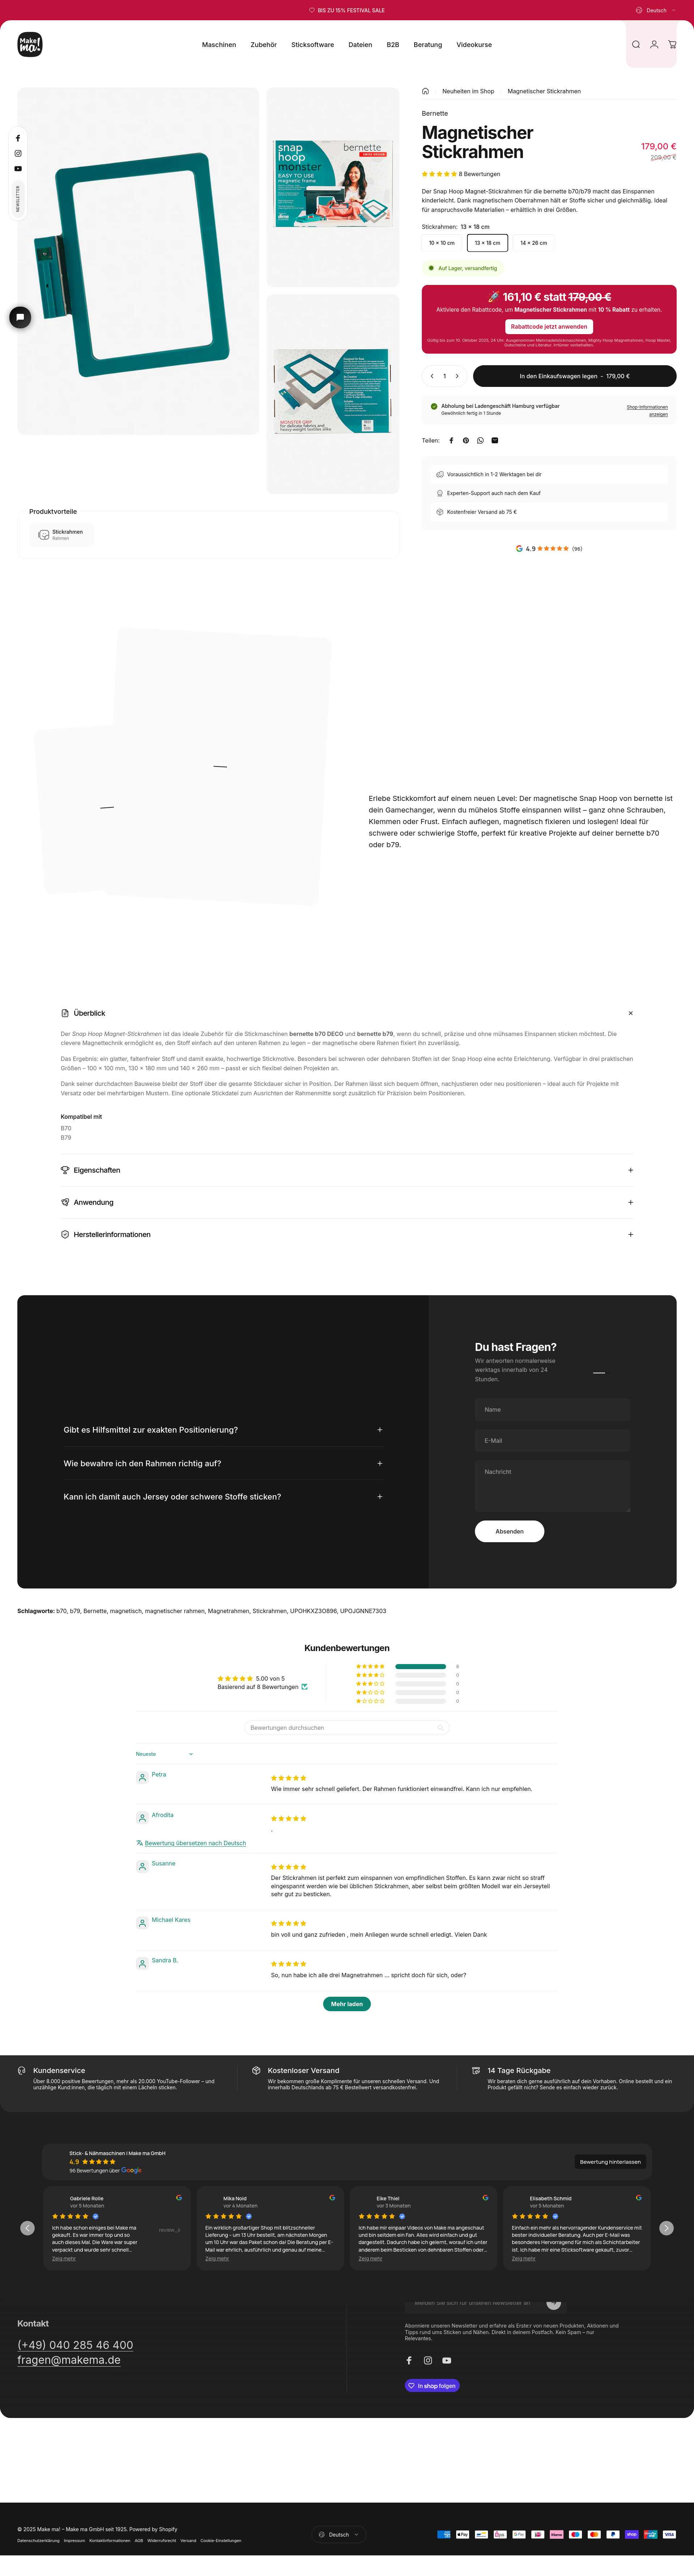 BIS ZU 15% FESTIVAL SALE
Deutsch
Make ma!
Maschinen
Zubehör
Sticksoftware
Dateien
B2B
Beratung
Videokurse
NEWSLETTER
snap hoop monster
bernette
SWISS DESIGN
EASY TO USE
magnetic frame
MONSTER GRIP
for delicate fabrics and heavy-weight textiles alike
Produktvorteile
Stickrahmen
Rahmen
Neuheiten im Shop
Magnetischer Stickrahmen
Bernette
Magnetischer Stickrahmen
179,00 €
209,00 €
8 Bewertungen
Der Snap Hoop Magnet-Stickrahmen für die bernette b70/b79 macht das Einspannen
kinderleicht. Dank magnetischem Oberrahmen hält er Stoffe sicher und gleichmäßig. Ideal
für anspruchsvolle Materialien – erhältlich in drei Größen.
Stickrahmen: 13 x 18 cm
10 x 10 cm
13 x 18 cm
14 x 26 cm
Auf Lager, versandfertig
🚀 161,10 € statt 179,00 €
Aktiviere den Rabattcode, um Magnetischer Stickrahmen mit 10 % Rabatt zu erhalten.
Rabattcode jetzt anwenden
Gültig bis zum 10. Oktober 2025, 24 Uhr. Ausgenommen Mehrnadelstickmaschinen, Mighty Hoop Magnetrahmen, Hoop Master,
Gutscheine und Literatur. Irrtümer vorbehalten.
1
In den Einkaufswagen legen - 179,00 €
Abholung bei Ladengeschäft Hamburg verfügbar
Gewöhnlich fertig in 1 Stunde
Shop-Informationen anzeigen
Teilen:
Voraussichtlich in 1-2 Werktagen bei dir
Experten-Support auch nach dem Kauf
Kostenfreier Versand ab 75 €
4.9
(96)
Erlebe Stickkomfort auf einem neuen Level: Der magnetische Snap Hoop von bernette ist
dein Gamechanger, wenn du mühelos Stoffe einspannen willst – ganz ohne Schrauben,
Klemmen oder Frust. Einfach auflegen, magnetisch fixieren und loslegen! Ideal für
schwere oder schwierige Stoffe, perfekt für kreative Projekte auf deiner bernette b70
oder b79.
Überblick
Der Snap Hoop Magnet-Stickrahmen ist das ideale Zubehör für die Stickmaschinen bernette b70 DECO und bernette b79, wenn du schnell, präzise und ohne mühsames Einspannen sticken möchtest. Die
clevere Magnettechnik ermöglicht es, den Stoff einfach auf den unteren Rahmen zu legen – der magnetische obere Rahmen fixiert ihn zuverlässig.
Das Ergebnis: ein glatter, faltenfreier Stoff und damit exakte, hochwertige Stickmotive. Besonders bei schweren oder dehnbaren Stoffen ist der Snap Hoop eine echte Erleichterung. Verfügbar in drei praktischen
Größen – 100 x 100 mm, 130 x 180 mm und 140 x 260 mm – passt er sich flexibel deinen Projekten an.
Dank seiner durchdachten Bauweise bleibt der Stoff über die gesamte Stickdauer sicher in Position. Der Rahmen lässt sich bequem öffnen, nachjustieren oder neu positionieren – ideal auch für Projekte mit
Versatz oder bei mehrfarbigen Mustern. Eine optionale Stickdatei zum Ausrichten der Rahmenmitte sorgt zusätzlich für Präzision beim Positionieren.
Kompatibel mit
B70
B79
Eigenschaften
Anwendung
Herstellerinformationen
Gibt es Hilfsmittel zur exakten Positionierung?
Wie bewahre ich den Rahmen richtig auf?
Kann ich damit auch Jersey oder schwere Stoffe sticken?
Du hast Fragen?
Wir antworten normalerweise
werktags innerhalb von 24
Stunden.
Name
E-Mail
Nachricht
Absenden
Schlagworte: b70, b79, Bernette, magnetisch, magnetischer rahmen, Magnetrahmen, Stickrahmen, UPOHKXZ3O896, UPOJGNNE7303
Kundenbewertungen
5.00 von 5
Basierend auf 8 Bewertungen
8
0
0
0
0
Bewertungen durchsuchen
Neueste
Petra
Wie immer sehr schnell geliefert. Der Rahmen funktioniert einwandfrei. Kann ich nur empfehlen.
Afrodita
.
Bewertung übersetzen nach Deutsch
Susanne
Der Stickrahmen ist perfekt zum einspannen von empfindlichen Stoffen. Es kann zwar nicht so straff
eingespannt werden wie bei üblichen Stickrahmen, aber selbst beim größten Modell war ein Jerseyteil
sehr gut zu besticken.
Michael Kares
bin voll und ganz zufrieden , mein Anliegen wurde schnell erledigt. Vielen Dank
Sandra B.
So, nun habe ich alle drei Magnetrahmen ... spricht doch für sich, oder?
Mehr laden
Kundenservice
Über 8.000 positive Bewertungen, mehr als 20.000 YouTube-Follower – und
unzählige Kund:innen, die täglich mit einem Lächeln sticken.
Kostenloser Versand
Wir bekommen große Komplimente für unseren schnellen Versand. Und
innerhalb Deutschlands ab 75 € Bestellwert versandkostenfrei.
14 Tage Rückgabe
Wir beraten dich gerne ausführlich auf dein Vorhaben. Online bestellt und ein
Produkt gefällt nicht? Sende es einfach wieder zurück.
Stick- & Nähmaschinen | Make ma GmbH
4.9
96 Bewertungen über Google
Bewertung hinterlassen
Gabriele Rolle
vor 5 Monaten
Ich habe schon einiges bei Make ma
gekauft. Es war immer top und so
auch dieses Mal. Die Ware war super
verpackt und wurde sehr schnell...
Zeig mehr
Mika Noid
vor 4 Monaten
Ein wirklich großartiger Shop mit blitzschneller
Lieferung - um 15 Uhr bestellt, am nächsten Morgen
um 10 Uhr war das Paket schon da! Die Beratung per E-
Mail war ausführlich, freundlich und genau auf meine...
Zeig mehr
Elke Thiel
vor 3 Monaten
Ich habe mir einpaar Videos von Make ma angeschaut
und bin seitdem ein Fan. Alles wird einfach und gut
dargestellt. Dadurch habe ich gelernt, worauf ich unter
anderem beim Besticken von dehnbaren Stoffen oder...
Zeig mehr
Elisabeth Schmid
vor 5 Monaten
Einfach ein mehr als hervorragender Kundenservice mit
bester individueller Beratung. Auch per E-Mail was
besonderes Hervorragend für mich als Schwarzarbeiter
ist. Ich habe mir eine Sticksoftware gekauft, zuvor...
Zeig mehr
Kontakt
(+49) 040 285 46 400
fragen@makema.de
Abonniere unseren Newsletter und erhalte als Erste:r von neuen Produkten, Aktionen und
Tipps rund ums Sticken und Nähen. Direkt in deinem Postfach. Kein Spam – nur
Relevantes.
In shop folgen
© 2025 Make ma! – Make ma GmbH seit 1925. Powered by Shopify
Datenschutzerklärung
Impressum
Kontaktinformationen
AGB
Widerrufsrecht
Versand
Cookie-Einstellungen
Deutsch